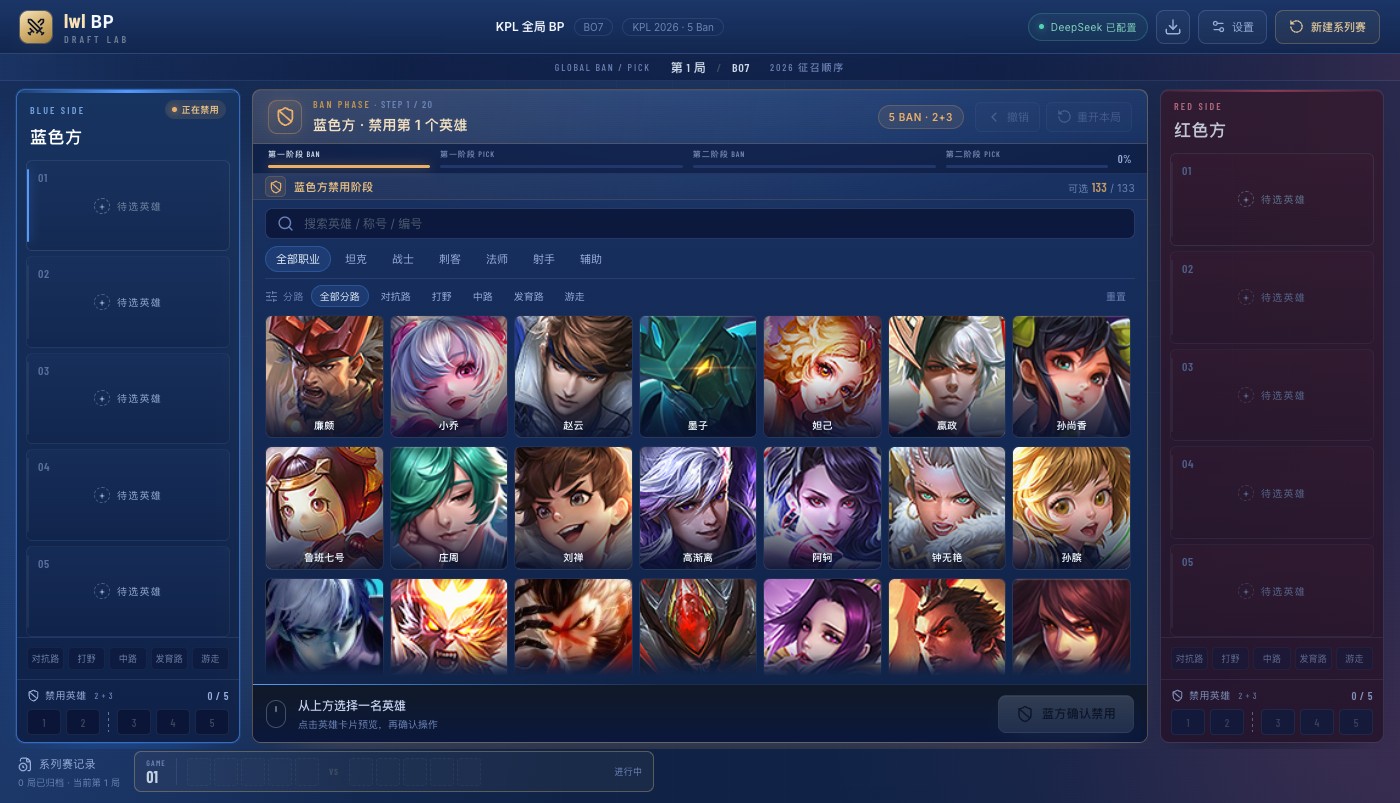 lwl BP
DRAFT LAB
KPL 全局 BP
BO7
KPL 2026 · 5 Ban
DeepSeek 已配置
设置
新建系列赛
GLOBAL BAN / PICK 第 1 局 / BO7 2026 征召顺序
BLUE SIDE
正在禁用
蓝色方
01
待选英雄
02
待选英雄
03
待选英雄
04
待选英雄
05
待选英雄
对抗路 打野 中路 发育路 游走
禁用英雄 2 + 3 0 / 5
1 2 3 4 5
BAN PHASE · STEP 1 / 20
蓝色方 · 禁用第 1 个英雄
5 BAN · 2+3
撤销
重开本局
第一阶段 BAN 第一阶段 PICK 第二阶段 BAN 第二阶段 PICK 0%
蓝色方禁用阶段
可选 133 / 133
搜索英雄 / 称号 / 编号
全部职业 坦克 战士 刺客 法师 射手 辅助
分路 全部分路 对抗路 打野 中路 发育路 游走 重置
廉颇 小乔 赵云 墨子 妲己 嬴政 孙尚香
鲁班七号 庄周 刘禅 高渐离 阿轲 钟无艳 孙膑
从上方选择一名英雄
点击英雄卡片预览，再确认操作
蓝方确认禁用
RED SIDE
红色方
01
待选英雄
02
待选英雄
03
待选英雄
04
待选英雄
05
待选英雄
对抗路 打野 中路 发育路 游走
禁用英雄 2 + 3 0 / 5
1 2 3 4 5
系列赛记录
0 局已归档 · 当前第 1 局
GAME
01
VS
进行中